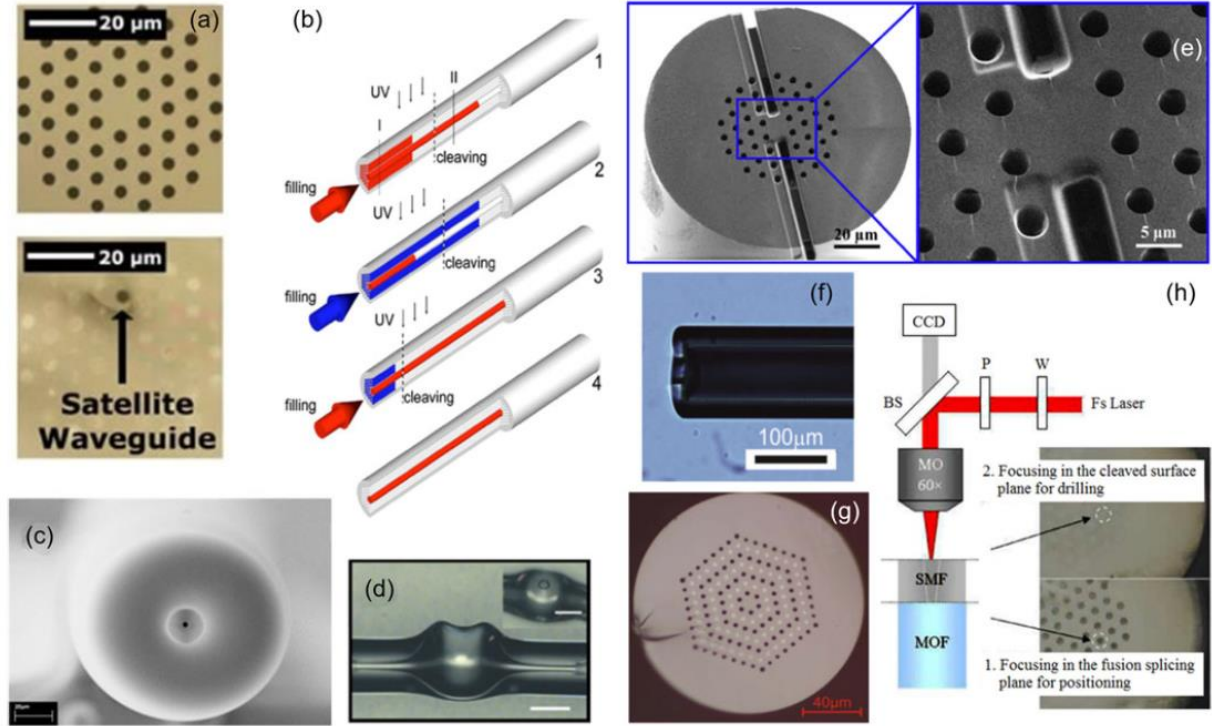 (a)
20 μm
20 μm
Satellite
Waveguide
(b)
1
UV
II
I
cleaving
filling
2
UV
cleaving
filling
3
UV
cleaving
filling
4
(c)
20μm
(d)
(e)
20 μm
5 μm
(f)
100μm
(g)
40μm
(h)
CCD
P
W
BS
Fs Laser
MO
60×
2. Focusing in the cleaved surface
plane for drilling
SMF
MOF
1. Focusing in the fusion splicing
plane for positioning